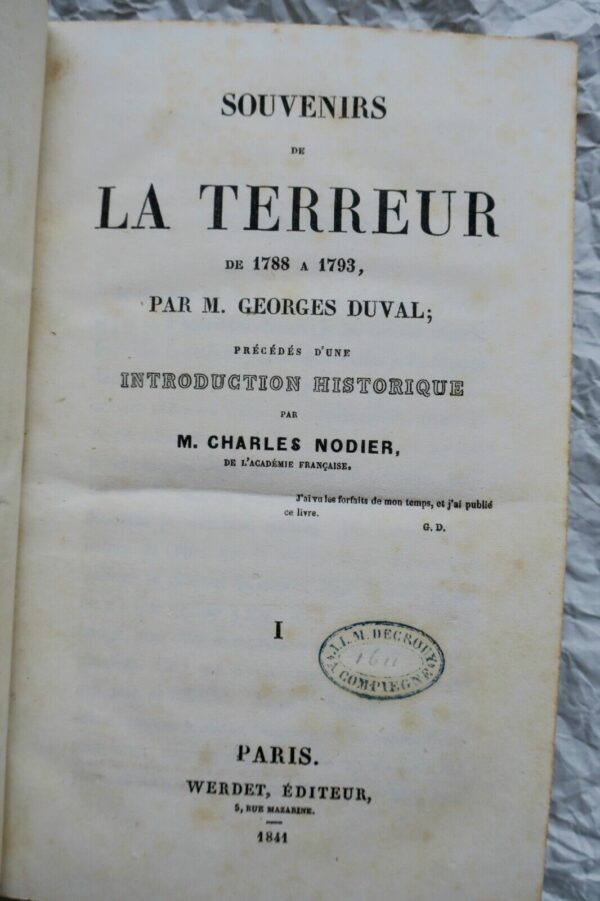 SOUVENIRS
DE
LA TERREUR
DE 1788 A 1793,
PAR M. GEORGES DUVAL;
PRÉCÉDÉS D'UNE
INTRODUCTION HISTORIQUE
PAR
M. CHARLES NODIER,
DE L'ACADÉMIE FRANÇAISE.
J'ai vu les forfaits de mon temps, et j'ai publié
ce livre.
G. D.
I
J.L.M. DECROUY
A COMPIEGNE
PARIS.
WERDET, ÉDITEUR,
5, RUE MAZARINE.
1841